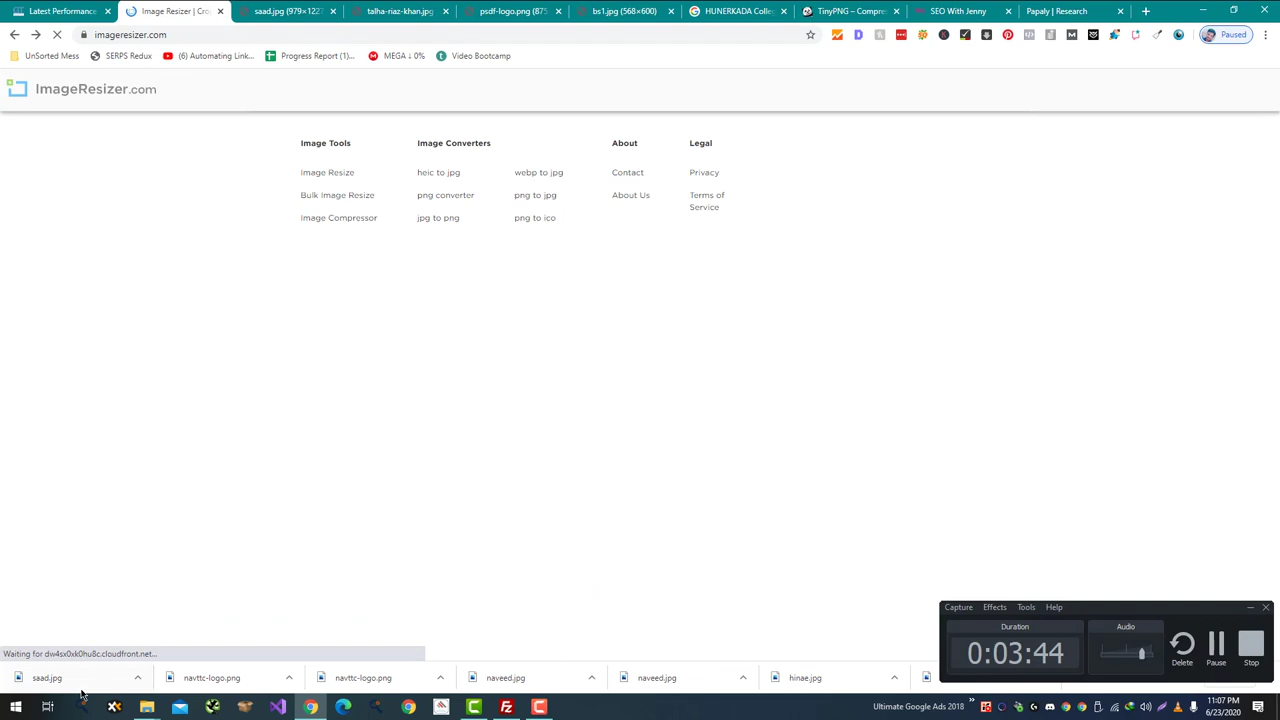 Latest Performance
Image Resizer | Cro
saad.jpg (979×1227
talha-riaz-khan.jpg
psdf-logo.png (875
bs1.jpg (568×600)
HUNERKADA Colle
TinyPNG – Compre
SEO With Jenny
Papaly | Research
imageresizer.com
Paused
UnSorted Mess
SERPS Redux
(6) Automating Link...
Progress Report (1)...
MEGA ↓ 0%
Video Bootcamp
ImageResizer.com
Image Tools
Image Converters
About
Legal
Image Resize
heic to jpg
webp to jpg
Contact
Privacy
Bulk Image Resize
png converter
png to jpg
About Us
Terms of
Service
Image Compressor
jpg to png
png to ico
Capture
Effects
Tools
Help
Duration
Audio
0:03:44
Delete
Pause
Stop
Waiting for dw4sx0xk0hu8c.cloudfront.net...
saad.jpg
navttc-logo.png
navttc-logo.png
naveed.jpg
naveed.jpg
hinae.jpg
Ultimate Google Ads 2018
11:07 PM
6/23/2020